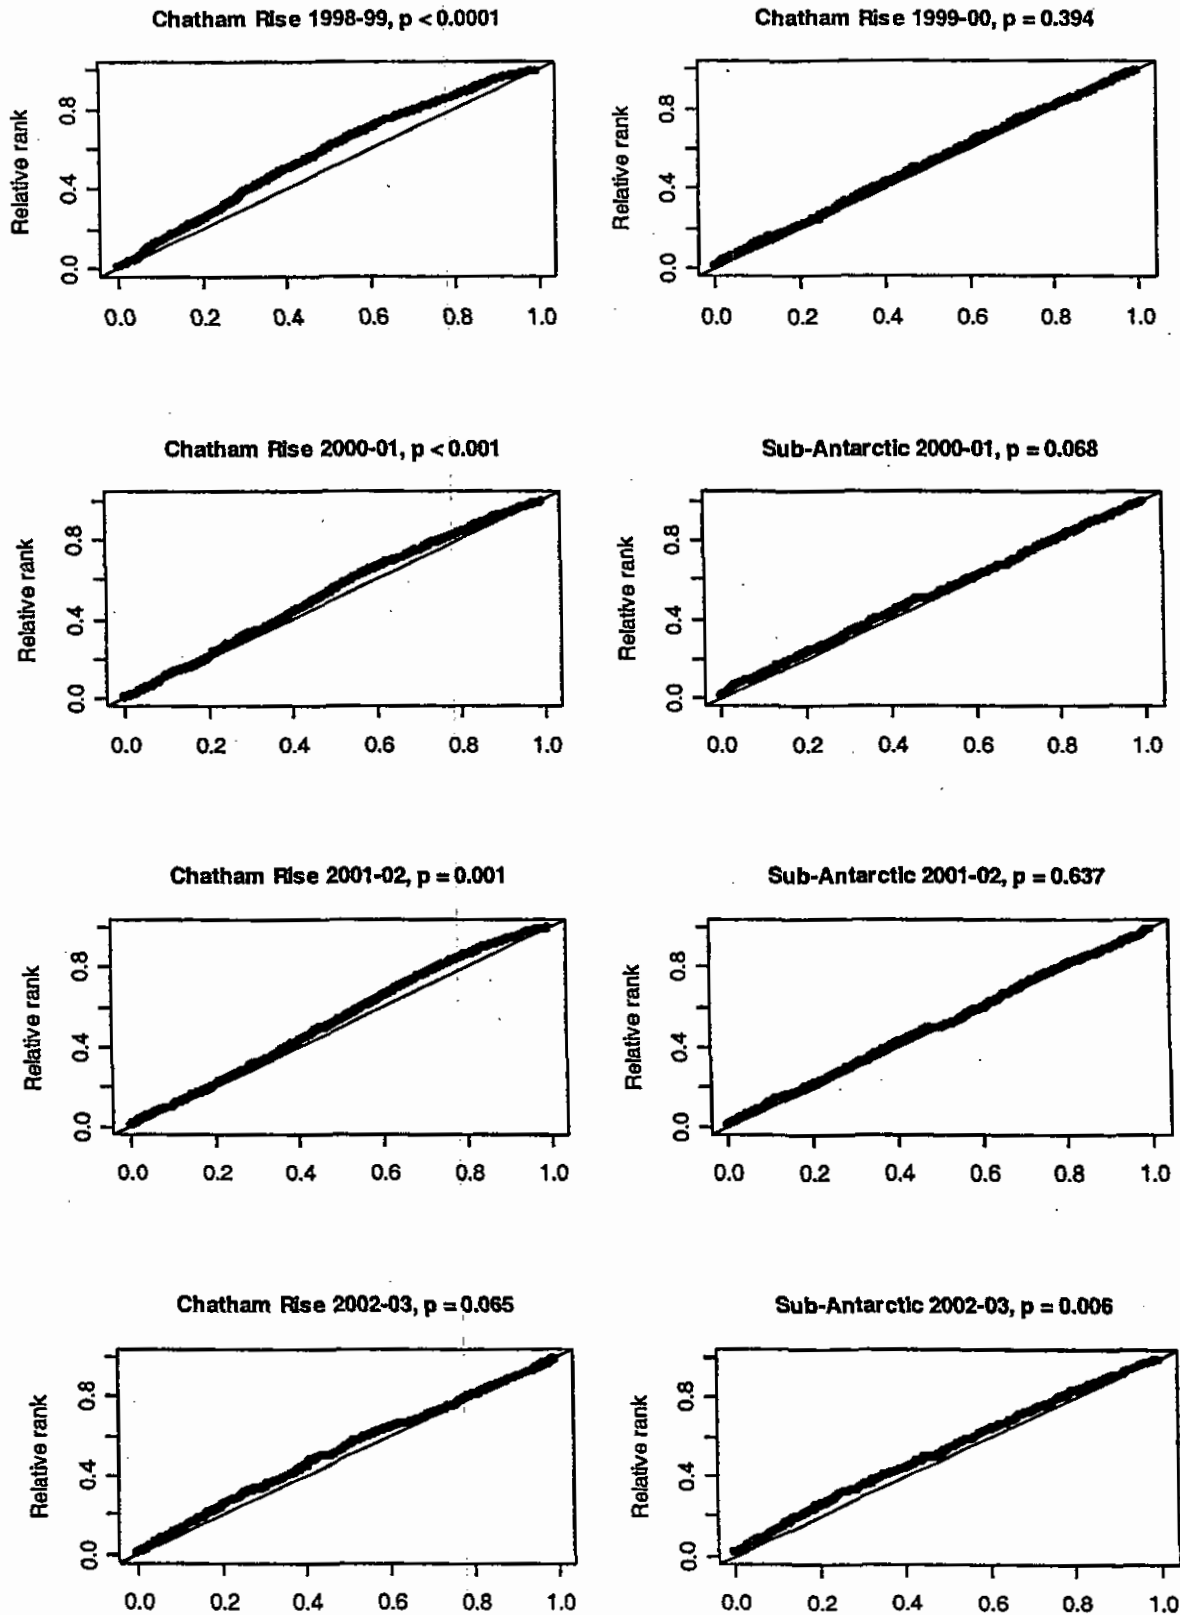 Chatham Rise 1998-99, p < 0.0001
Relative rank
0.8
0.4
0.0
0.0 0.2 0.4 0.6 0.8 1.0
Chatham Rise 1999-00, p = 0.394
Relative rank
0.8
0.4
0.0
0.0 0.2 0.4 0.6 0.8 1.0
Chatham Rise 2000-01, p < 0.001
Relative rank
0.8
0.4
0.0
0.0 0.2 0.4 0.6 0.8 1.0
Sub-Antarctic 2000-01, p = 0.068
Relative rank
0.8
0.4
0.0
0.0 0.2 0.4 0.6 0.8 1.0
Chatham Rise 2001-02, p = 0.001
Relative rank
0.8
0.4
0.0
0.0 0.2 0.4 0.6 0.8 1.0
Sub-Antarctic 2001-02, p = 0.637
Relative rank
0.8
0.4
0.0
0.0 0.2 0.4 0.6 0.8 1.0
Chatham Rise 2002-03, p = 0.065
Relative rank
0.8
0.4
0.0
0.0 0.2 0.4 0.6 0.8 1.0
Sub-Antarctic 2002-03, p = 0.006
Relative rank
0.8
0.4
0.0
0.0 0.2 0.4 0.6 0.8 1.0